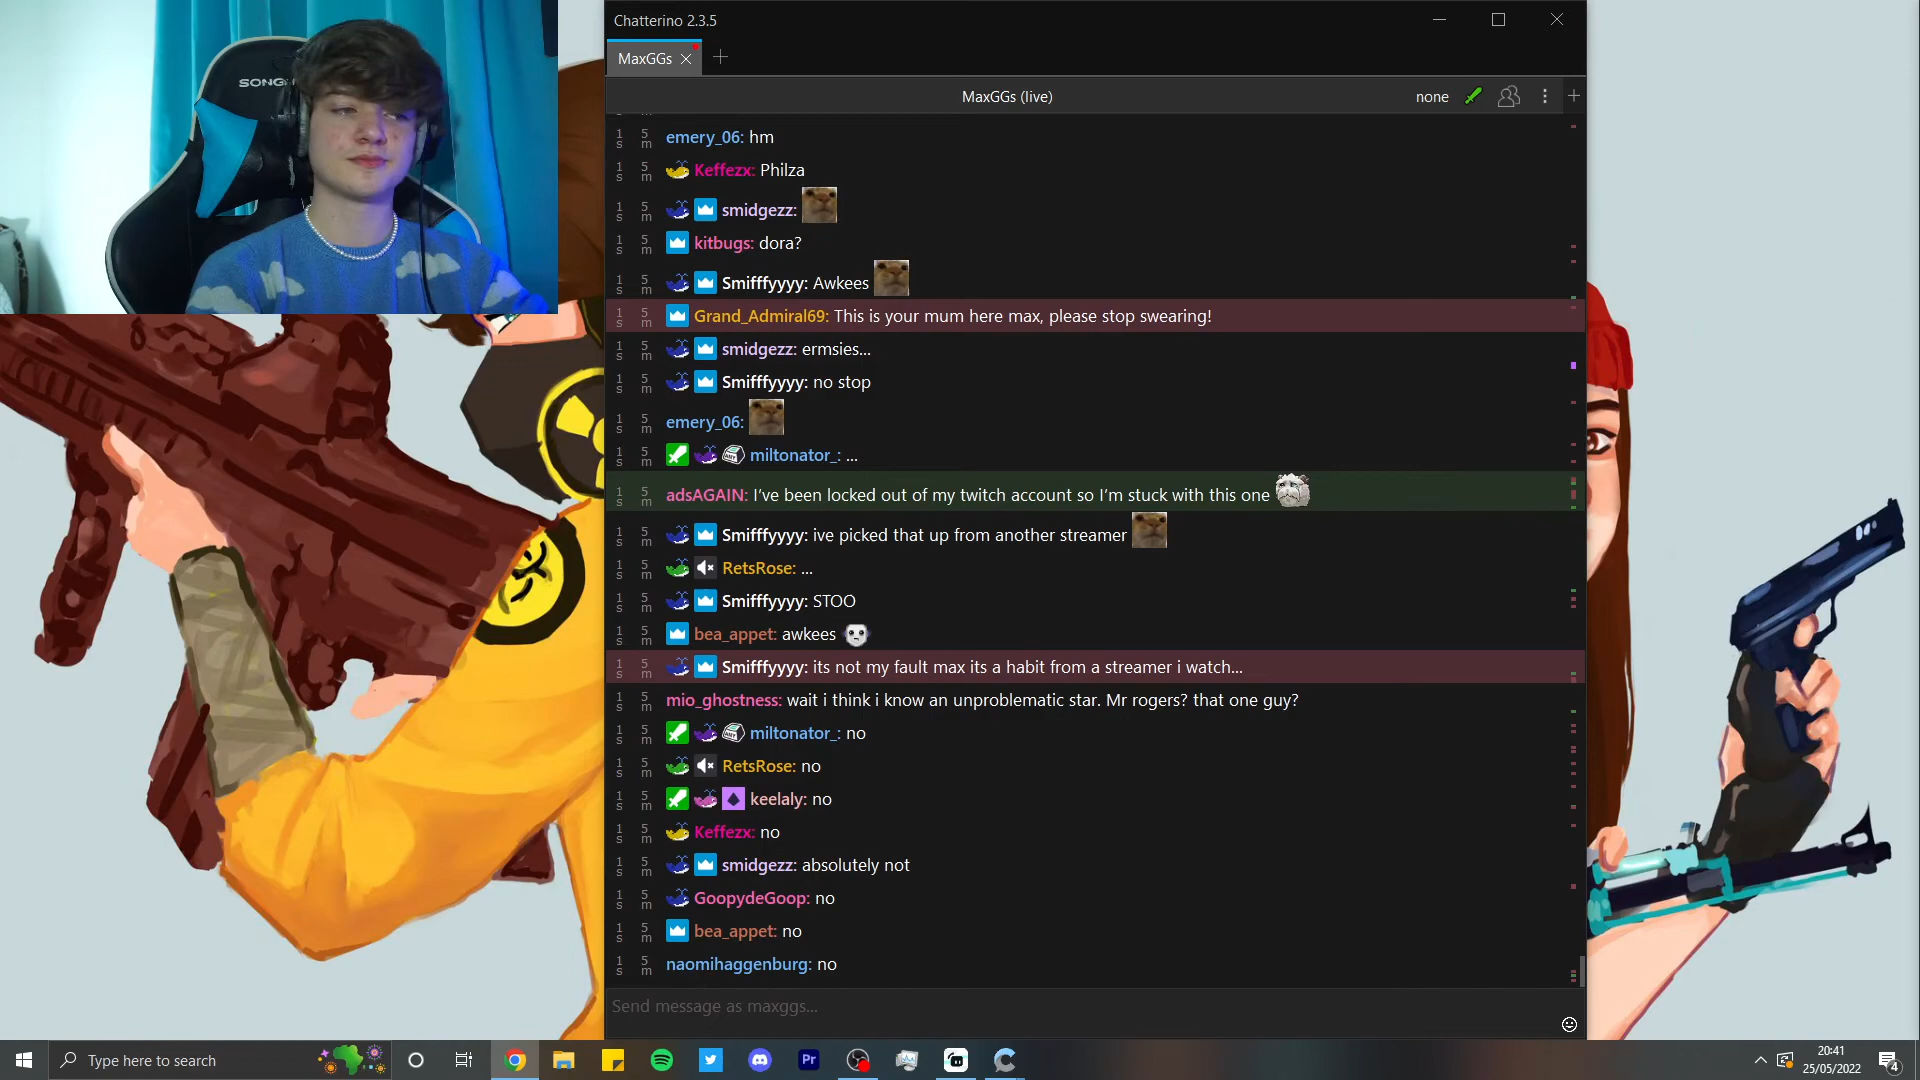 SONG
Chatterino 2.3.5
MaxGGs
MaxGGs (live)
none
emery_06: hm
Keffezx: Philza
smidgezz:
kitbugs: dora?
Smifffyyyy: Awkees
Grand_Admiral69: This is your mum here max, please stop swearing!
smidgezz: ermsies...
Smifffyyyy: no stop
emery_06:
miltonator_: ...
adsAGAIN: I've been locked out of my twitch account so I'm stuck with this one
Smifffyyyy: ive picked that up from another streamer
RetsRose: ...
Smifffyyyy: STOO
bea_appet: awkees
Smifffyyyy: its not my fault max its a habit from a streamer i watch...
mio_ghostness: wait i think i know an unproblematic star. Mr rogers? that one guy?
miltonator_: no
RetsRose: no
keelaly: no
Keffezx: no
smidgezz: absolutely not
GoopydeGoop: no
bea_appet: no
naomihaggenburg: no
Send message as maxggs...
Type here to search
Pr
20:41
25/05/2022
4